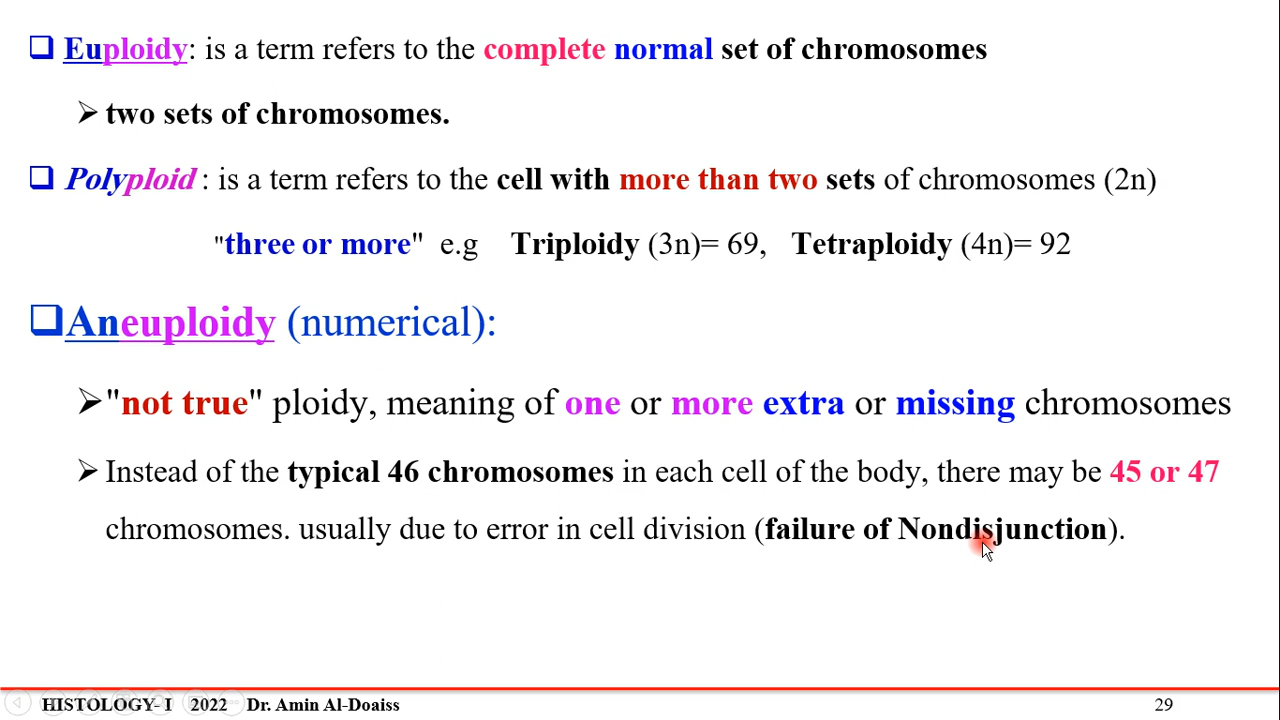 Euploidy: is a term refers to the complete normal set of chromosomes
two sets of chromosomes.
Polyploid : is a term refers to the cell with more than two sets of chromosomes (2n)
"three or more" e.g Triploidy (3n)= 69, Tetraploidy (4n)= 92
Aneuploidy (numerical):
"not true" ploidy, meaning of one or more extra or missing chromosomes
Instead of the typical 46 chromosomes in each cell of the body, there may be 45 or 47
chromosomes. usually due to error in cell division (failure of Nondisjunction).
HISTOLOGY- I 2022 Dr. Amin Al-Doaiss 29